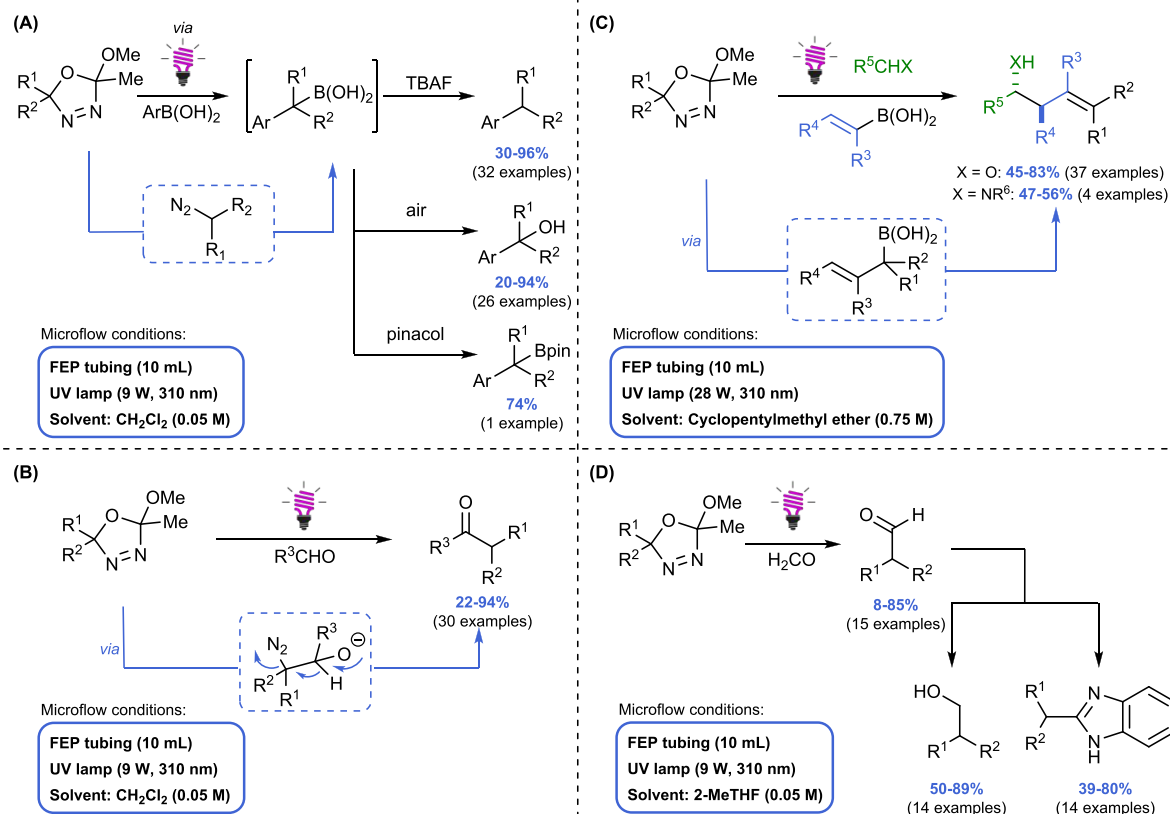 (A)
via
R¹
R²
O
OMe
Me
N
N
ArB(OH)₂
R¹
B(OH)₂
Ar
R²
TBAF
R¹
Ar
R²
30-96%
(32 examples)
N₂
R₂
R₁
air
R¹
OH
Ar
R²
20-94%
(26 examples)
pinacol
R¹
Bpin
Ar
R²
74%
(1 example)
Microflow conditions:
FEP tubing (10 mL)
UV lamp (9 W, 310 nm)
Solvent: CH₂Cl₂ (0.05 M)
(B)
R¹
R²
O
OMe
Me
N
N
R³CHO
O
R³
R¹
R²
22-94%
(30 examples)
via
N₂
R³
O
⊖
R²
R¹
H
Microflow conditions:
FEP tubing (10 mL)
UV lamp (9 W, 310 nm)
Solvent: CH₂Cl₂ (0.05 M)
(C)
R¹
R²
O
OMe
Me
N
N
R⁵CHX
R⁴
B(OH)₂
R³
XH
R³
R⁵
R²
R⁴
R¹
X = O: 45-83% (37 examples)
X = NR⁶: 47-56% (4 examples)
via
B(OH)₂
R⁴
R²
R¹
R³
Microflow conditions:
FEP tubing (10 mL)
UV lamp (28 W, 310 nm)
Solvent: Cyclopentylmethyl ether (0.75 M)
(D)
R¹
R²
O
OMe
Me
N
N
H₂CO
O
H
R¹
R²
8-85%
(15 examples)
HO
R¹
R²
50-89%
(14 examples)
R¹
R²
N
N
H
39-80%
(14 examples)
Microflow conditions:
FEP tubing (10 mL)
UV lamp (9 W, 310 nm)
Solvent: 2-MeTHF (0.05 M)